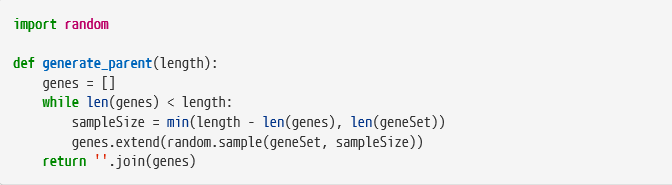 import random

def generate_parent(length):
    genes = []
    while len(genes) < length:
        sampleSize = min(length - len(genes), len(geneSet))
        genes.extend(random.sample(geneSet, sampleSize))
    return ''.join(genes)